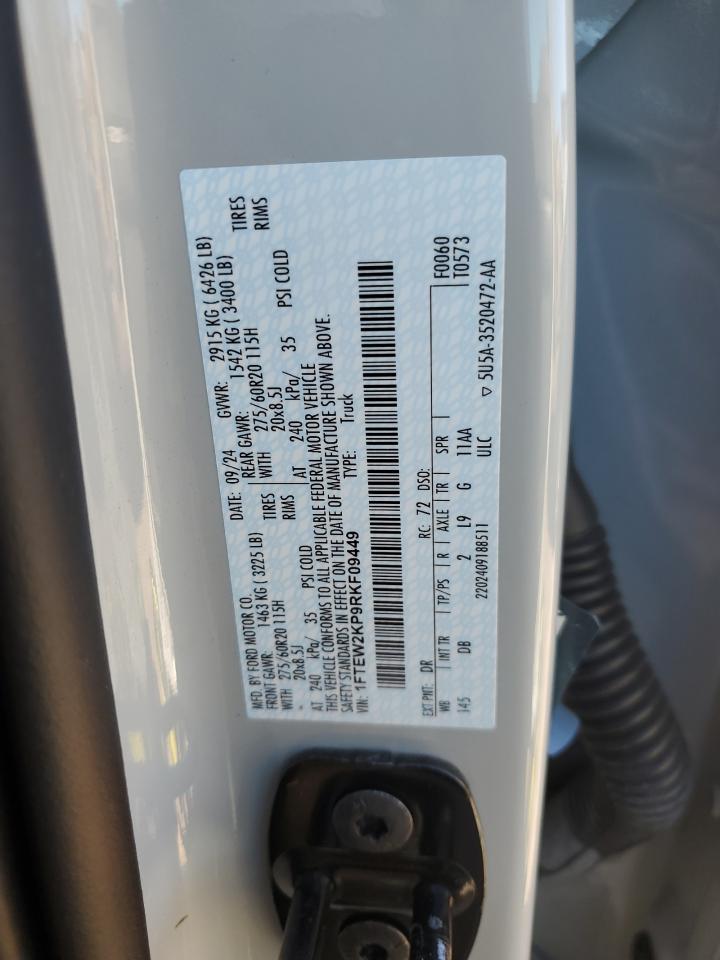 MFD. BY FORD MOTOR CO. DATE: 09/24 GVWR: 2915 KG ( 6426 LB)
FRONT GAWR: 1463 KG ( 3225 LB) REAR GAWR: 1542 KG ( 3400 LB)
WITH 275/60R20 115H TIRES WITH 275/60R20 115H TIRES
20x8.5J RIMS 20x8.5J RIMS
AT 240 kPa/ 35 PSI COLD AT 240 kPa/ 35 PSI COLD
THIS VEHICLE CONFORMS TO ALL APPLICABLE FEDERAL MOTOR VEHICLE
SAFETY STANDARDS IN EFFECT ON THE DATE OF MANUFACTURE SHOWN ABOVE.
VIN: 1FTEW2KP9RKF09449 TYPE: Truck
F0060
T0573
EXT PNT: DR RC: 72 DSO:
WB INT TR TP/PS R AXLE TR SPR
145 2 L9 G 11AA
2202409188511 ULC ▽ 5U5A-3520472-AA